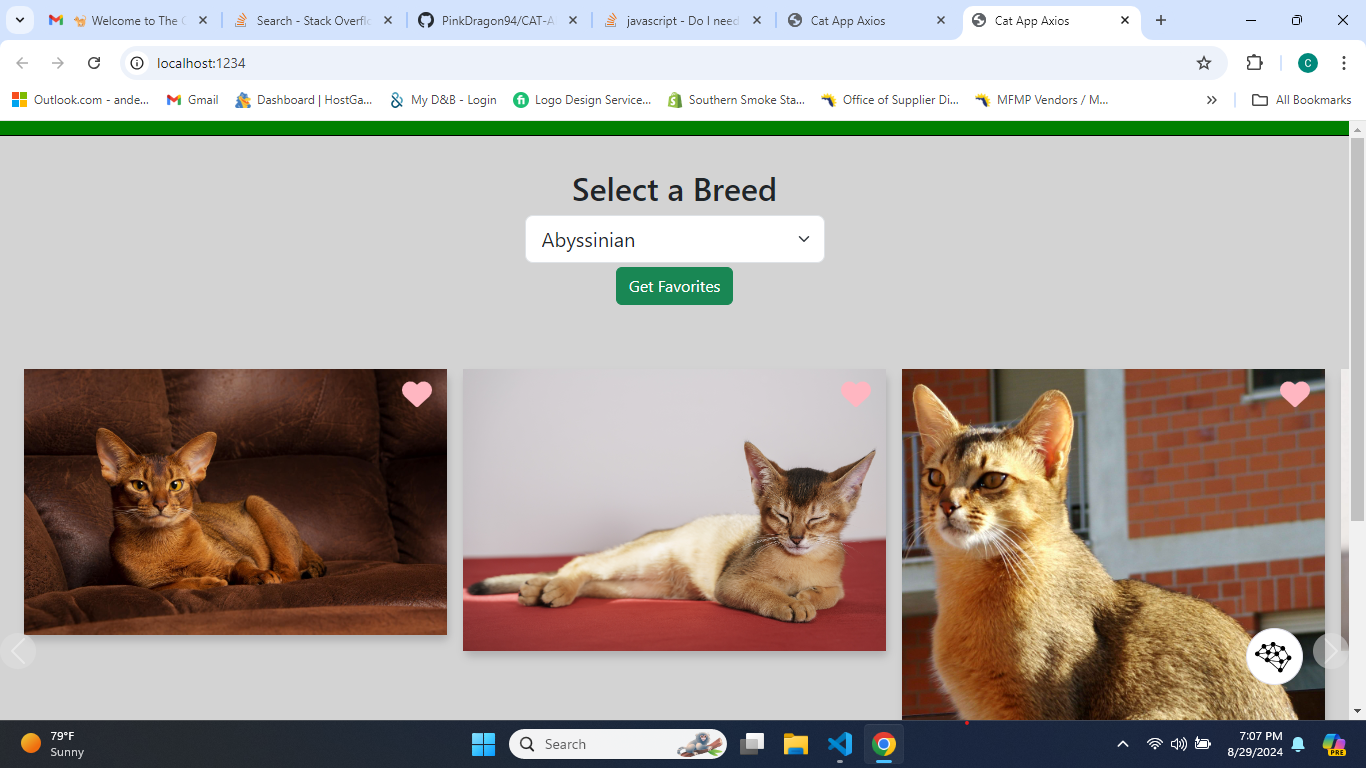 Welcome to The C
Search - Stack Overflo
PinkDragon94/CAT-A
javascript - Do I need
Cat App Axios
Cat App Axios
localhost:1234
C
Outlook.com - ande...
Gmail
Dashboard | HostGa...
My D&B - Login
Logo Design Service...
Southern Smoke Sta...
Office of Supplier Di...
MFMP Vendors / M...
All Bookmarks
Select a Breed
Abyssinian
Get Favorites
79°F
Sunny
Search
7:07 PM
8/29/2024
PRE